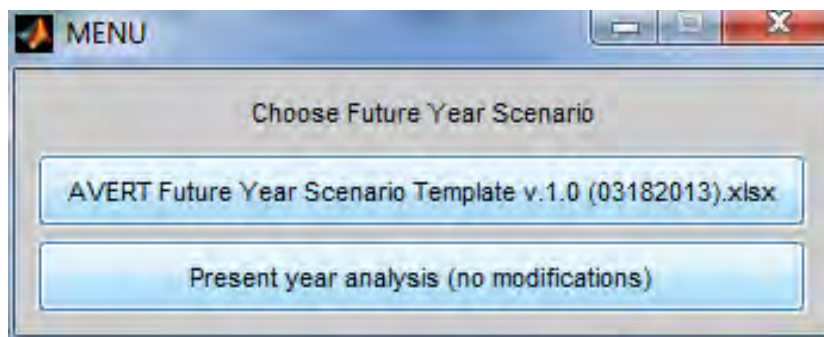 MENU
Choose Future Year Scenario
AVERT Future Year Scenario Template v.1.0 (03182013).xlsx
Present year analysis (no modifications)